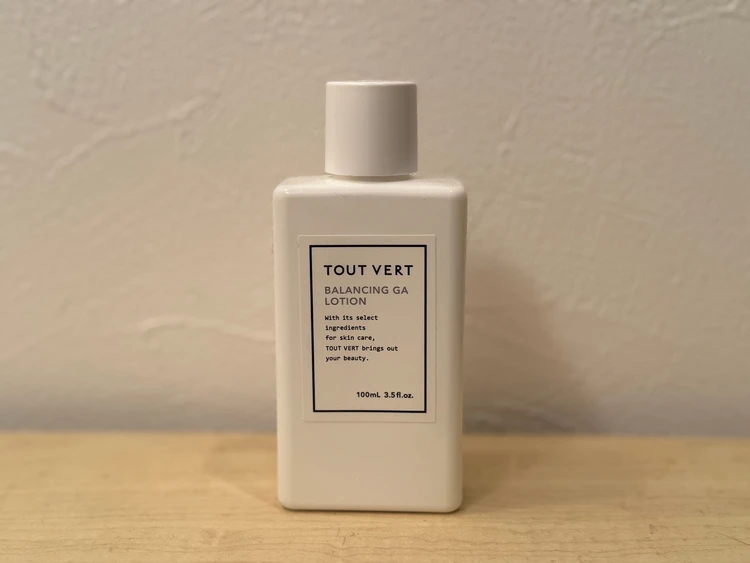 TOUT VERT
BALANCING GA
LOTION
With its select
ingredients
for skin care,
TOUT VERT brings out
your beauty.
100mL 3.5fl.oz.